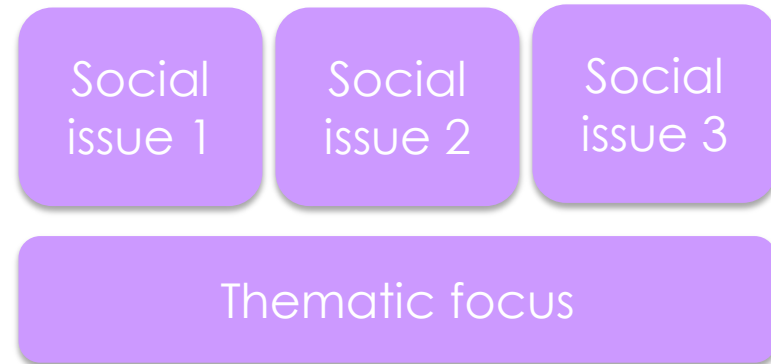 Social
issue 1
Social
issue 2
Social
issue 3
Thematic focus